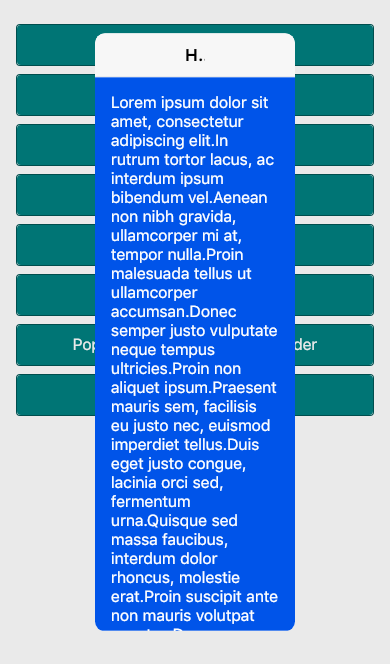 H..
Lorem ipsum dolor sit
amet, consectetur
adipiscing elit.In
rutrum tortor lacus, ac
interdum ipsum
bibendum vel.Aenean
non nibh gravida,
ullamcorper mi at,
tempor nulla.Proin
malesuada tellus ut
ullamcorper
accumsan.Donec
semper justo vulputate
neque tempus
ultricies.Proin non
aliquet ipsum.Praesent
mauris sem, facilisis
Pop
der
eu justo nec, euismod
imperdiet tellus.Duis
eget justo congue,
lacinia orci sed,
fermentum
urna.Quisque sed
massa faucibus,
interdum dolor
rhoncus, molestie
erat.Proin suscipit ante
non mauris volutpat